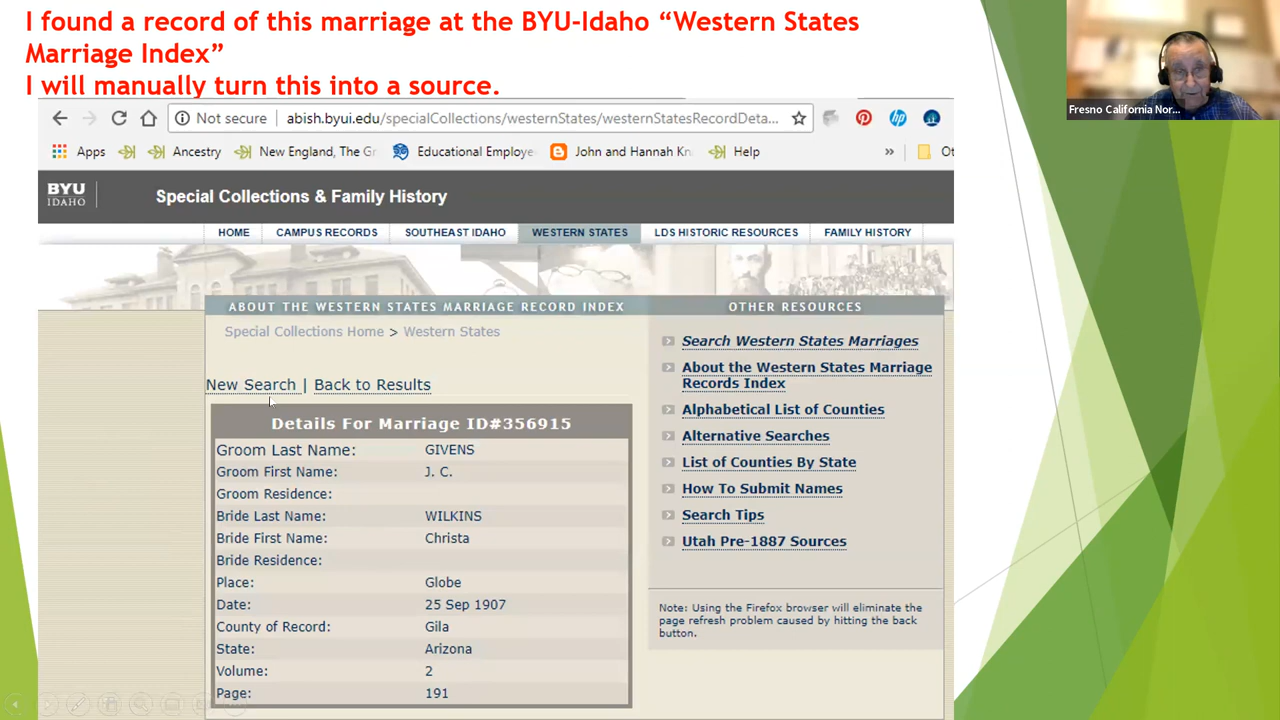 I found a record of this marriage at the BYU-Idaho “Western States
Marriage Index”
I will manually turn this into a source.
Fresno California Nor...
Not secure abish.byui.edu/specialCollections/westernStates/westernStatesRecordDeta...
Apps Ancestry New England, The Gr Educational Employe John and Hannah Kn Help » Ot
BYU
IDAHO
Special Collections & Family History
HOME CAMPUS RECORDS SOUTHEAST IDAHO WESTERN STATES LDS HISTORIC RESOURCES FAMILY HISTORY
ABOUT THE WESTERN STATES MARRIAGE RECORD INDEX
Special Collections Home > Western States
New Search | Back to Results
Details For Marriage ID#356915
Groom Last Name: GIVENS
Groom First Name: J. C.
Groom Residence:
Bride Last Name: WILKINS
Bride First Name: Christa
Bride Residence:
Place: Globe
Date: 25 Sep 1907
County of Record: Gila
State: Arizona
Volume: 2
Page: 191
OTHER RESOURCES
Search Western States Marriages
About the Western States Marriage
Records Index
Alphabetical List of Counties
Alternative Searches
List of Counties By State
How To Submit Names
Search Tips
Utah Pre-1887 Sources
Note: Using the Firefox browser will eliminate the
page refresh problem caused by hitting the back
button.